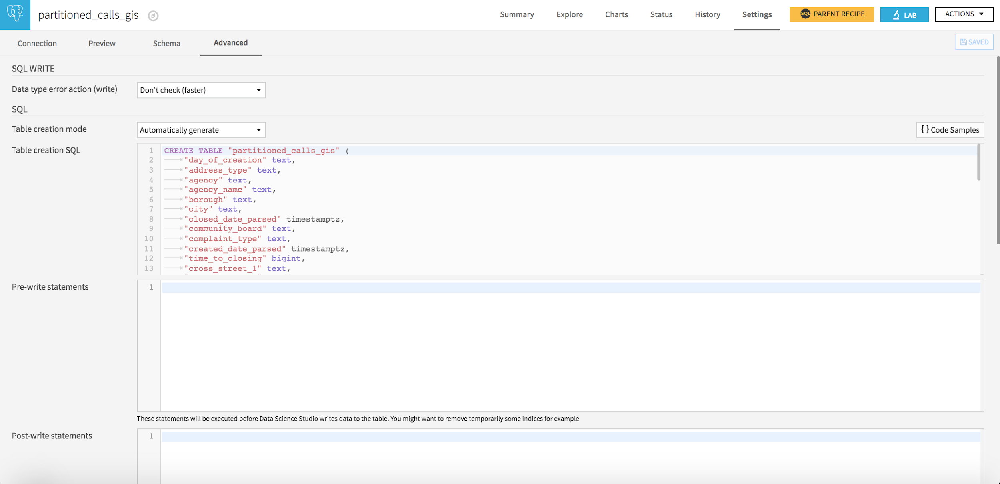 partitioned_calls_gis
Summary Explore Charts Status History Settings SQL PARENT RECIPE LAB ACTIONS
Connection Preview Schema Advanced SAVED
SQL WRITE
Data type error action (write) Don't check (faster)
SQL
Table creation mode Automatically generate { } Code Samples
Table creation SQL
1 CREATE TABLE "partitioned_calls_gis" (
2 "day_of_creation" text,
3 "address_type" text,
4 "agency" text,
5 "agency_name" text,
6 "borough" text,
7 "city" text,
8 "closed_date_parsed" timestamptz,
9 "community_board" text,
10 "complaint_type" text,
11 "created_date_parsed" timestamptz,
12 "time_to_closing" bigint,
13 "cross_street_1" text,
Pre-write statements 1
These statements will be executed before Data Science Studio writes data to the table. You might want to remove temporarily some indices for example
Post-write statements 1